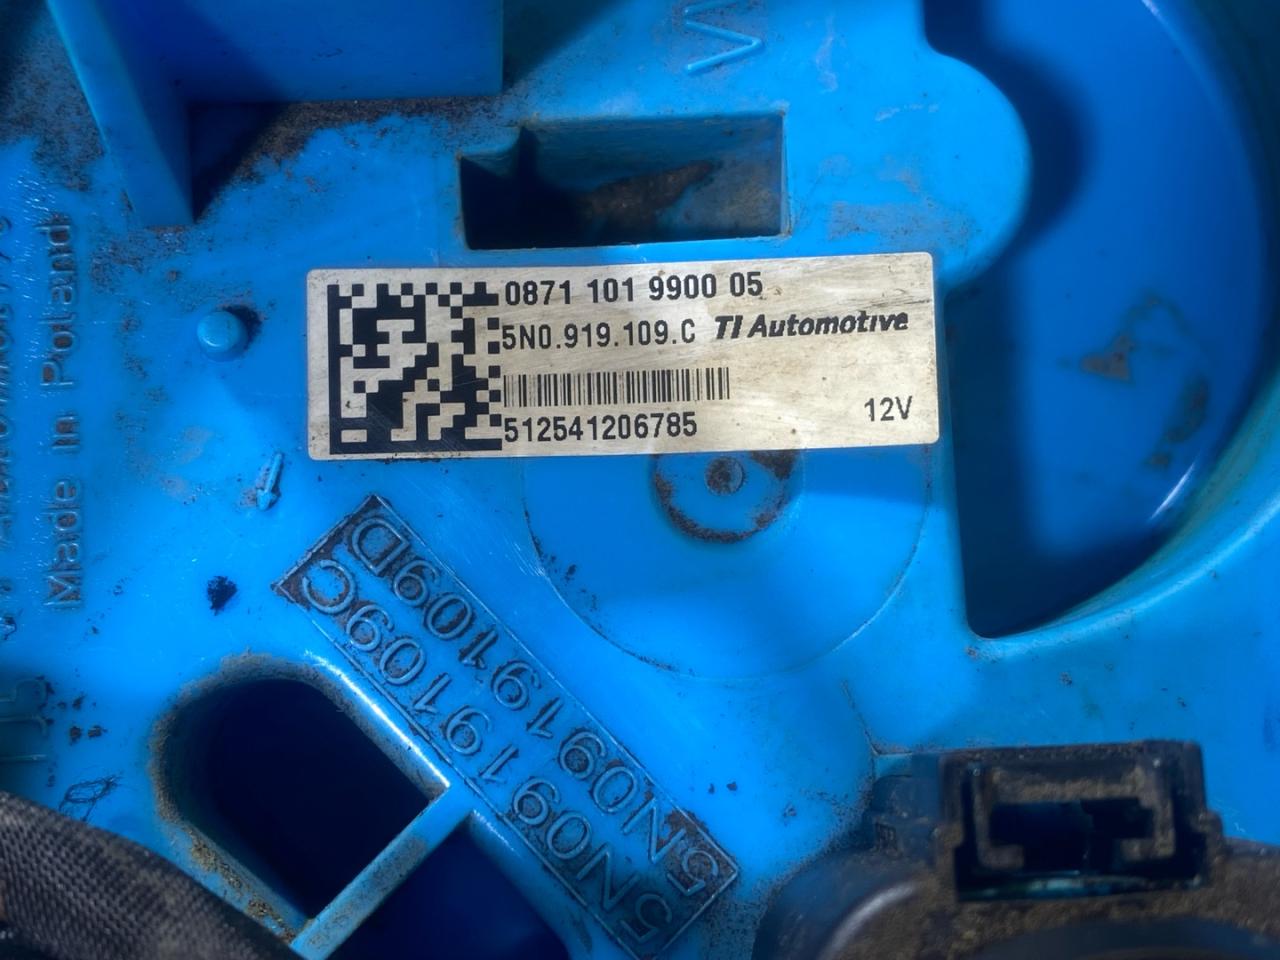 0871 101 9900 05
5N0.919.109.C TI Automotive
512541206785
12V
Made in Poland
5N0919109D
5N0919109C